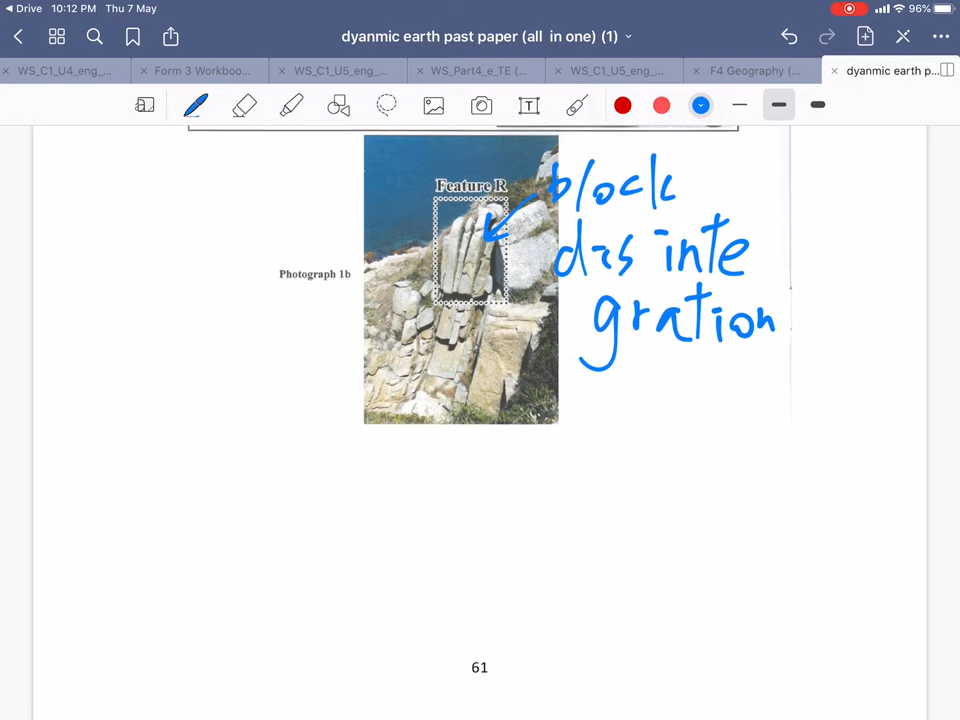 Drive 10:12 PM Thu 7 May 96%
dyanmic earth past paper (all in one) (1)
WS_C1_U4_eng_...
Form 3 Workboo...
WS_C1_U5_eng_...
WS_Part4_e_TE (...
WS_C1_U5_eng_...
F4 Geography (...
dyanmic earth p...
T
Feature R
Photograph 1b
block
dis inte
gration
61